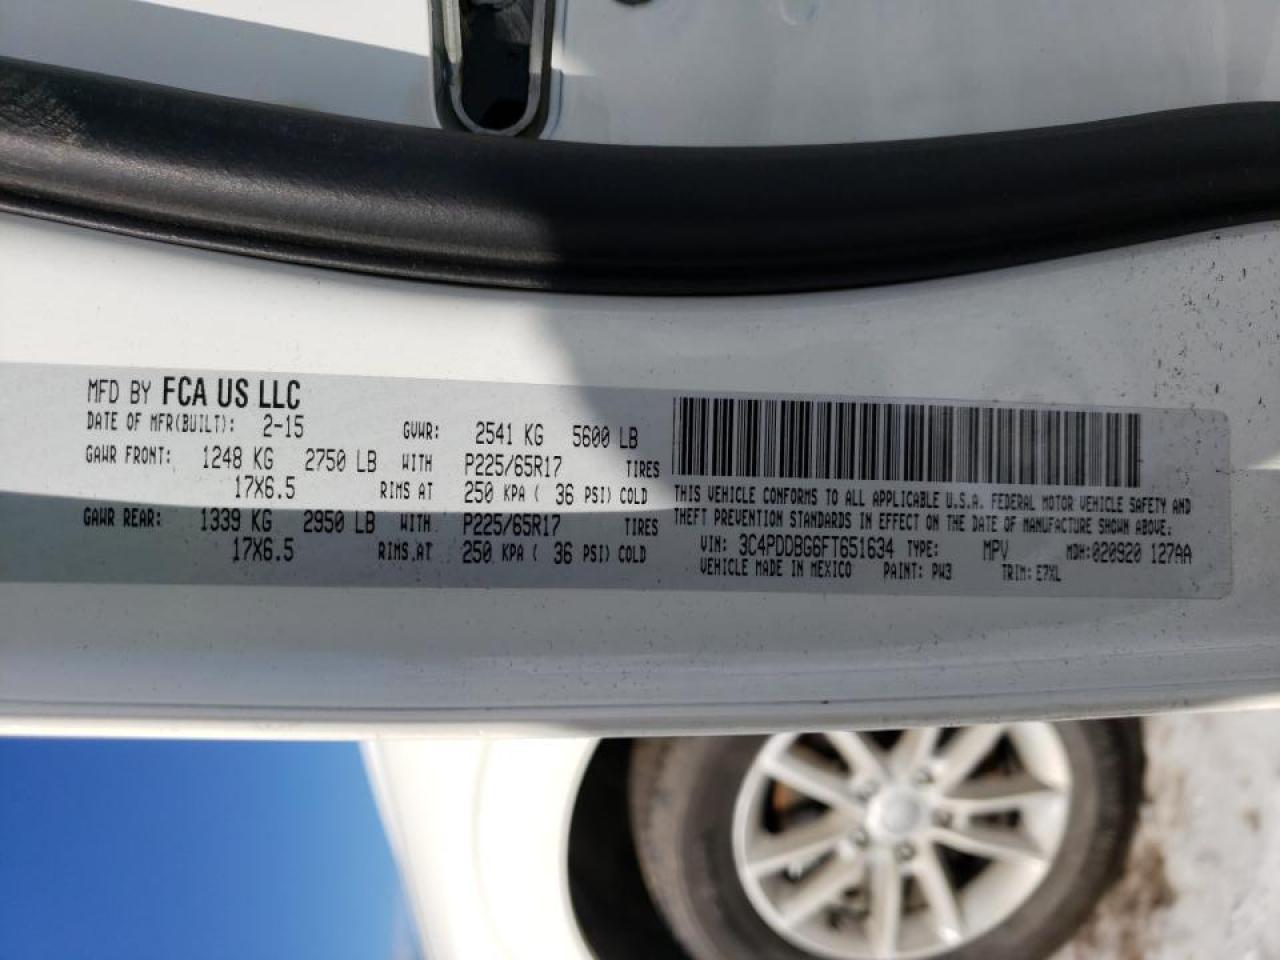 MFD BY FCA US LLC
DATE OF MFR(BUILT): 2-15 GVWR: 2541 KG 5600 LB
GAWR FRONT: 1248 KG 2750 LB WITH P225/65R17 TIRES
17X6.5 RIMS AT 250 KPA ( 36 PSI) COLD
GAWR REAR: 1339 KG 2950 LB WITH P225/65R17 TIRES
17X6.5 RIMS.AT 250 KPA ( 36 PSI) COLD
THIS VEHICLE CONFORMS TO ALL APPLICABLE U.S.A. FEDERAL MOTOR VEHICLE SAFETY AND
THEFT PREVENTION STANDARDS IN EFFECT ON THE DATE OF MANUFACTURE SHOWN ABOVE:
VIN: 3C4PDDBG6FT651634 TYPE: MPV MDH:020920 127AA
VEHICLE MADE IN MEXICO PAINT: PW3 TRIM: E7XL